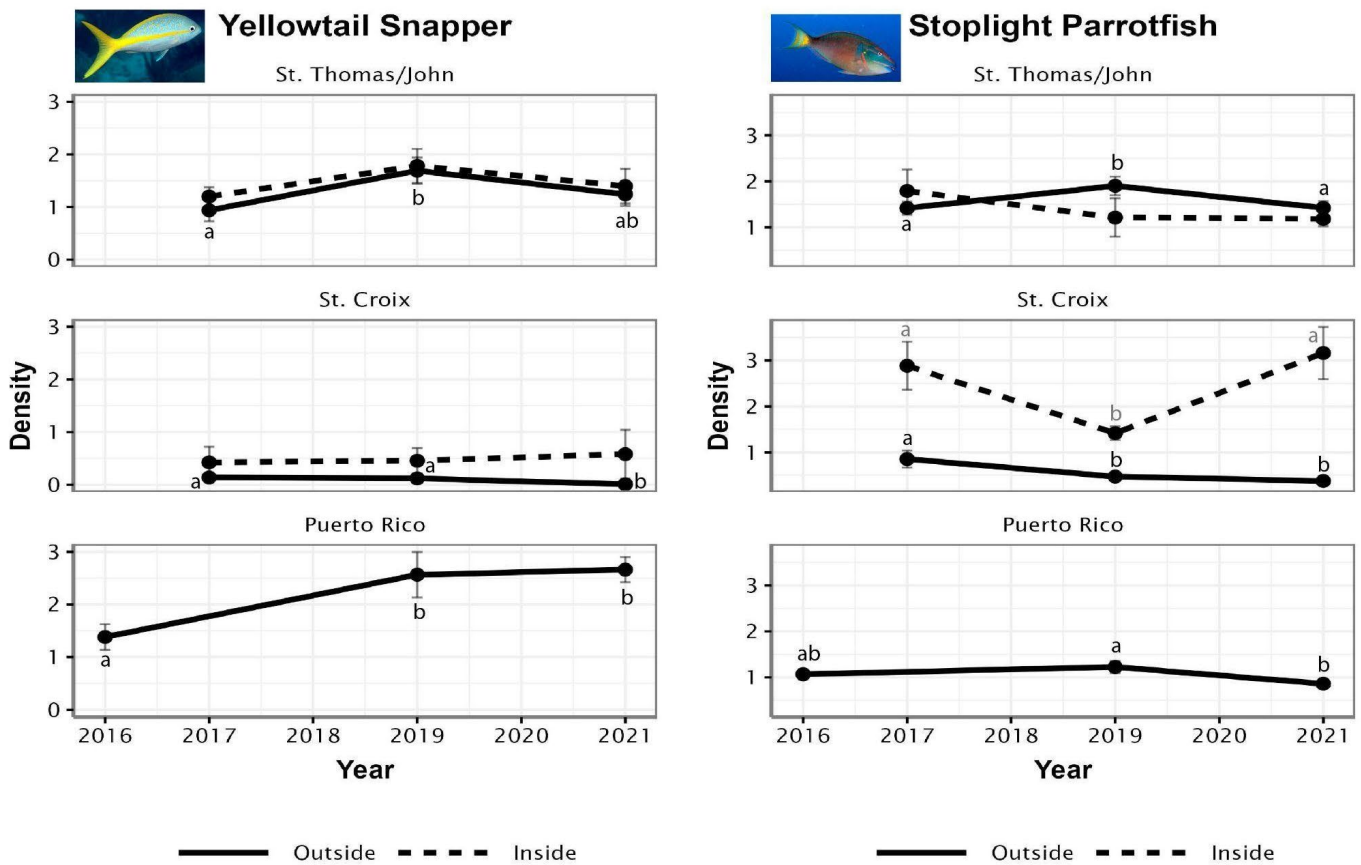 Yellowtail Snapper
St. Thomas/John
3
2
1
0
a
b
ab
St. Croix
3
2
1
0
a
a
b
Puerto Rico
3
2
1
0
a
b
b
Density
2016 2017 2018 2019 2020 2021
Year
Outside Inside
Stoplight Parrotfish
St. Thomas/John
3
2
1
a
b
a
St. Croix
3
2
1
a
b
a
a
b
b
Puerto Rico
3
2
1
ab
a
b
Density
2016 2017 2018 2019 2020 2021
Year
Outside Inside